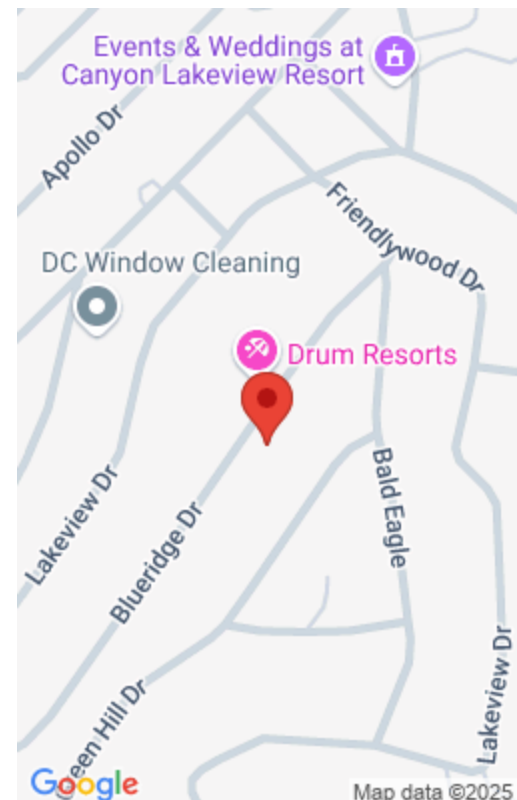 Events & Weddings at
Canyon Lakeview Resort
Apollo Dr
Friendlywood Dr
DC Window Cleaning
Drum Resorts
Bald Eagle
Lakeview Dr
Blueridge Dr
Lakeview Dr
een Hill Dr
Google
Map data ©2025